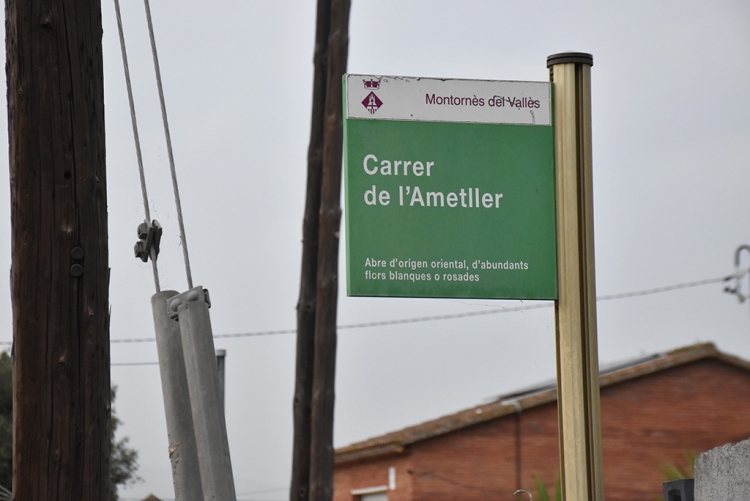 Montornès del Vallès
Carrer
de l'Ametller
Abre d'origen oriental, d'abundants
flors blanques o rosades